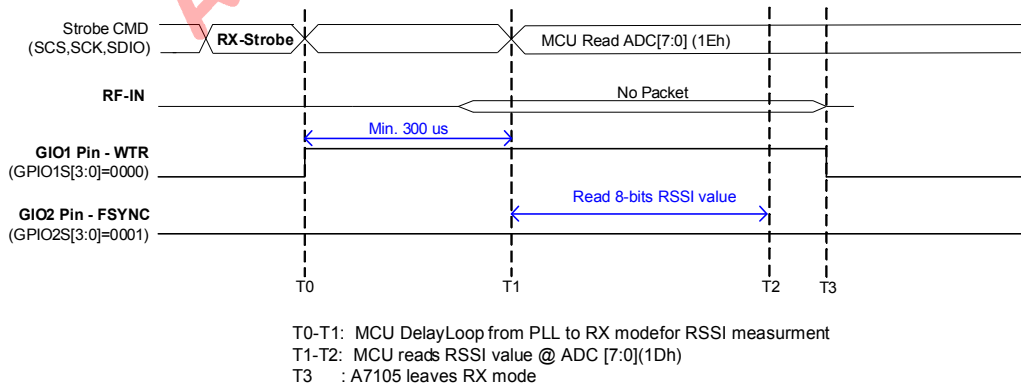 Strobe CMD
(SCS,SCK,SDIO)
RX-Strobe
MCU Read ADC[7:0] (1Eh)
RF-IN
No Packet
Min. 300 us
GIO1 Pin - WTR
(GPIO1S[3:0]=0000)
Read 8-bits RSSI value
GIO2 Pin - FSYNC
(GPIO2S[3:0]=0001)
T0
T1
T2
T3
T0-T1: MCU DelayLoop from PLL to RX modefor RSSI measurment
T1-T2: MCU reads RSSI value @ ADC [7:0](1Dh)
T3 : A7105 leaves RX mode